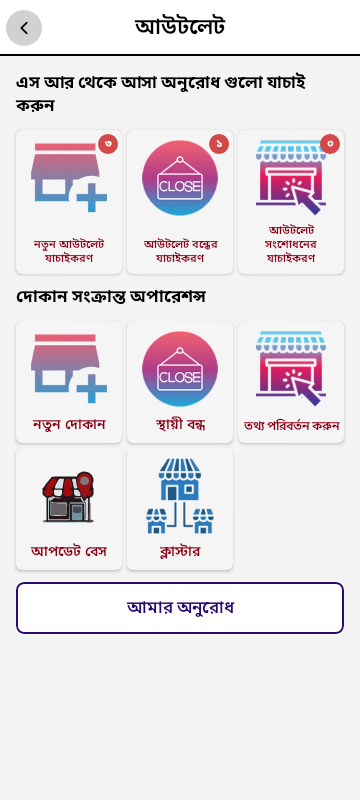 আউটলেট
এস আর থেকে আসা অনুরোধ গুলো যাচাই
করুন
৩
১
০
CLOSE
নতুন আউটলেট
যাচাইকরণ
আউটলেট বন্ধের
যাচাইকরণ
আউটলেট
সংশোধনের
যাচাইকরণ
দোকান সংক্রান্ত অপারেশন্স
CLOSE
নতুন দোকান
স্থায়ী বন্ধ
তথ্য পরিবর্তন করুন
আপডেট বেস
ক্লাস্টার
আমার অনুরোধ